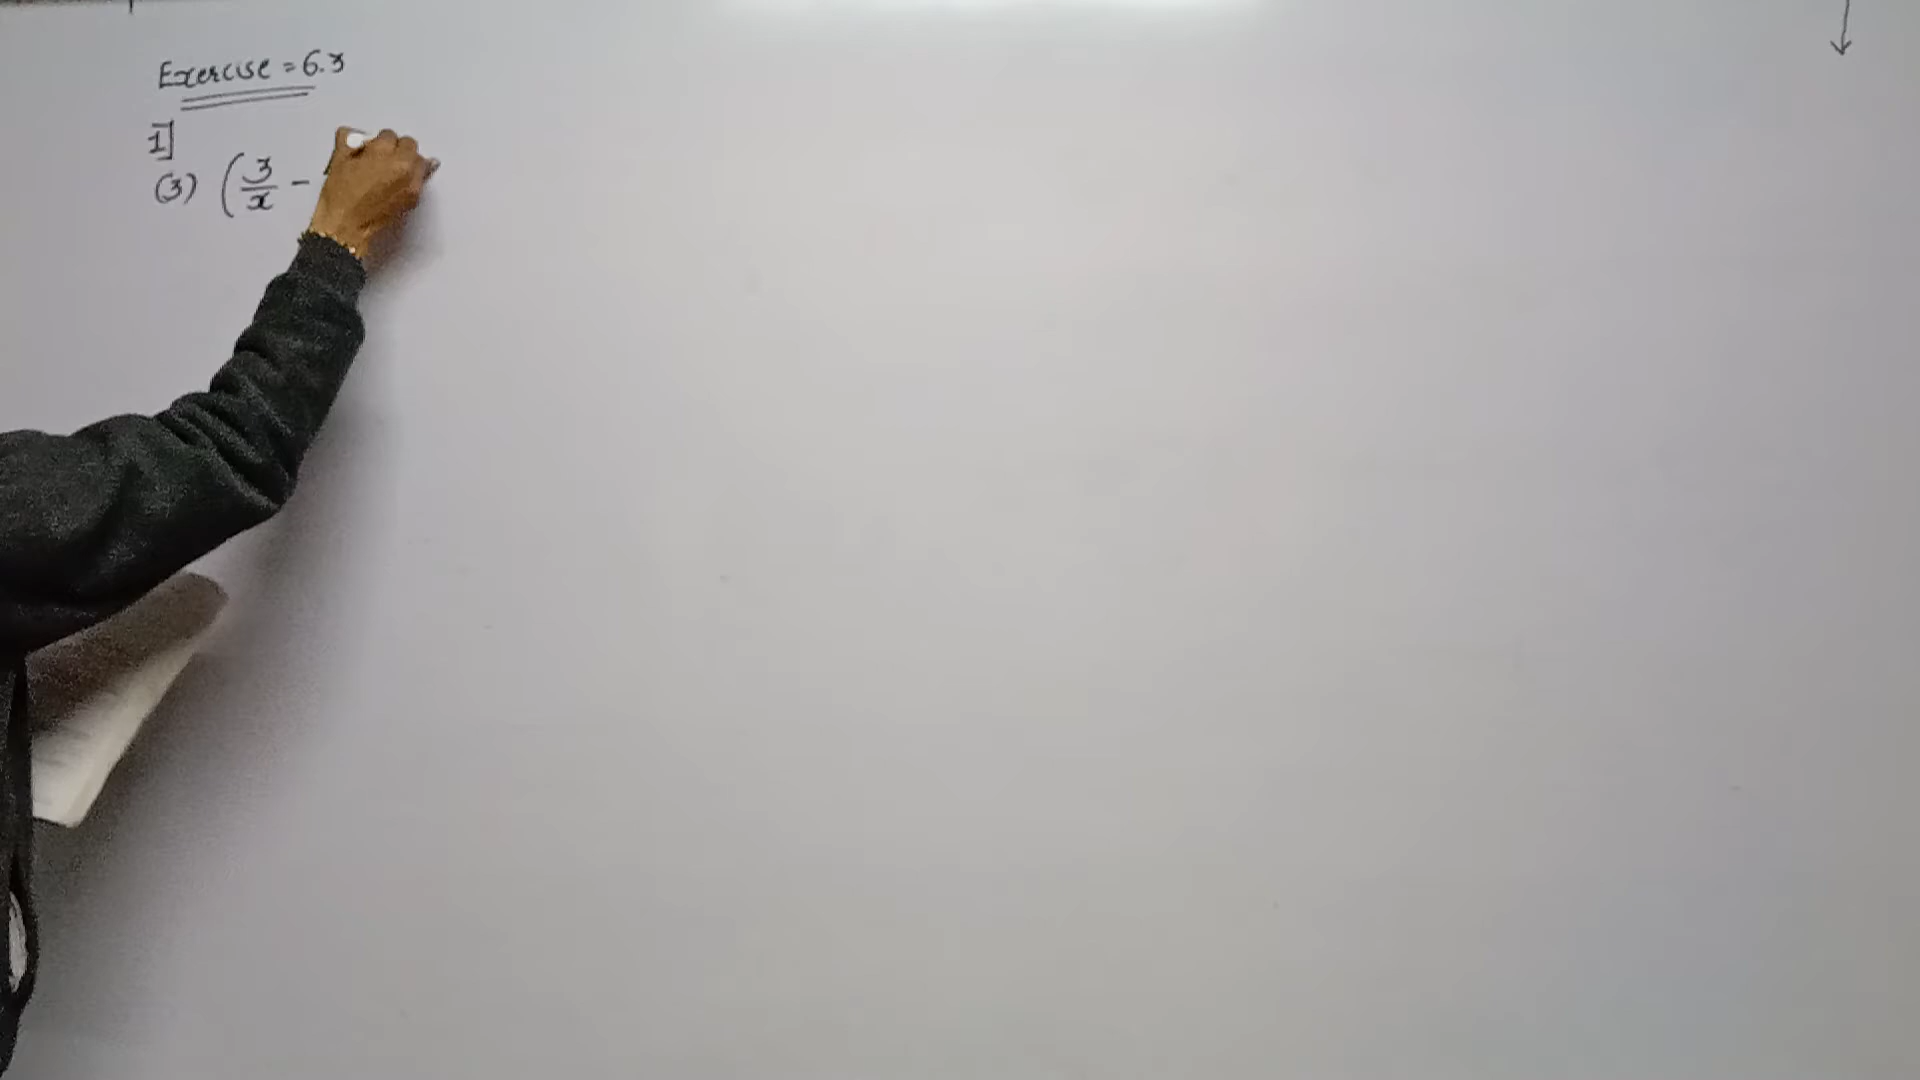 Exercise = 6.3
1]
(3) (3/x -